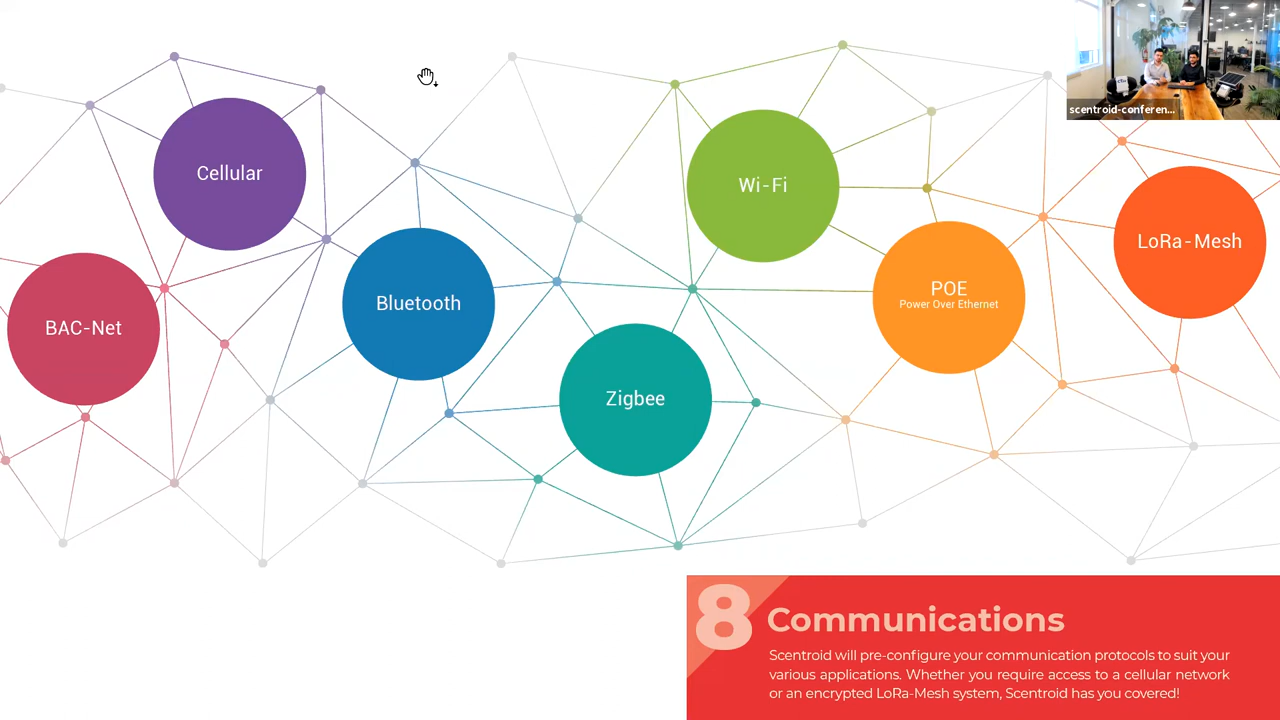 scentroid-conferen...
Cellular
Wi-Fi
LoRa-Mesh
BAC-Net
Bluetooth
POE
Power Over Ethernet
Zigbee
8
Communications
Scentroid will pre-configure your communication protocols to suit your
various applications. Whether you require access to a cellular network
or an encrypted LoRa-Mesh system, Scentroid has you covered!